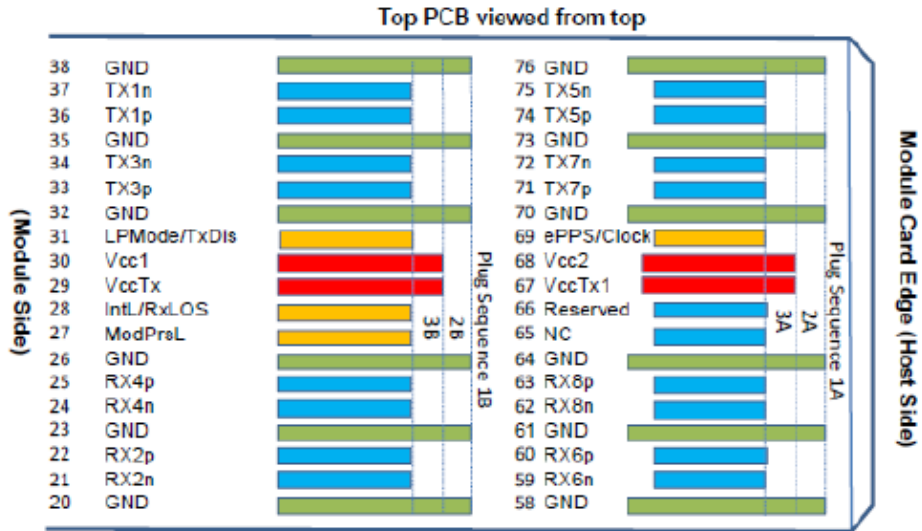 Top PCB viewed from top
38 GND 76 GND
37 TX1n 75 TX5n
36 TX1p 74 TX5p
35 GND 73 GND
34 TX3n 72 TX7n
33 TX3p 71 TX7p
32 GND 70 GND
31 LPMode/TxDis 69 ePPS/Clock
30 Vcc1 68 Vcc2
29 VccTx 67 VccTx1
28 IntL/RxLOS 66 Reserved
27 ModPrsL 65 NC
26 GND 64 GND
25 RX4p 63 RX8p
24 RX4n 62 RX8n
23 GND 61 GND
22 RX2p 60 RX6p
21 RX2n 59 RX6n
20 GND 58 GND
(Module Side)
3B
2B
Plug Sequence 1B
3A
2A
Plug Sequence 1A
Module Card Edge (Host Side)